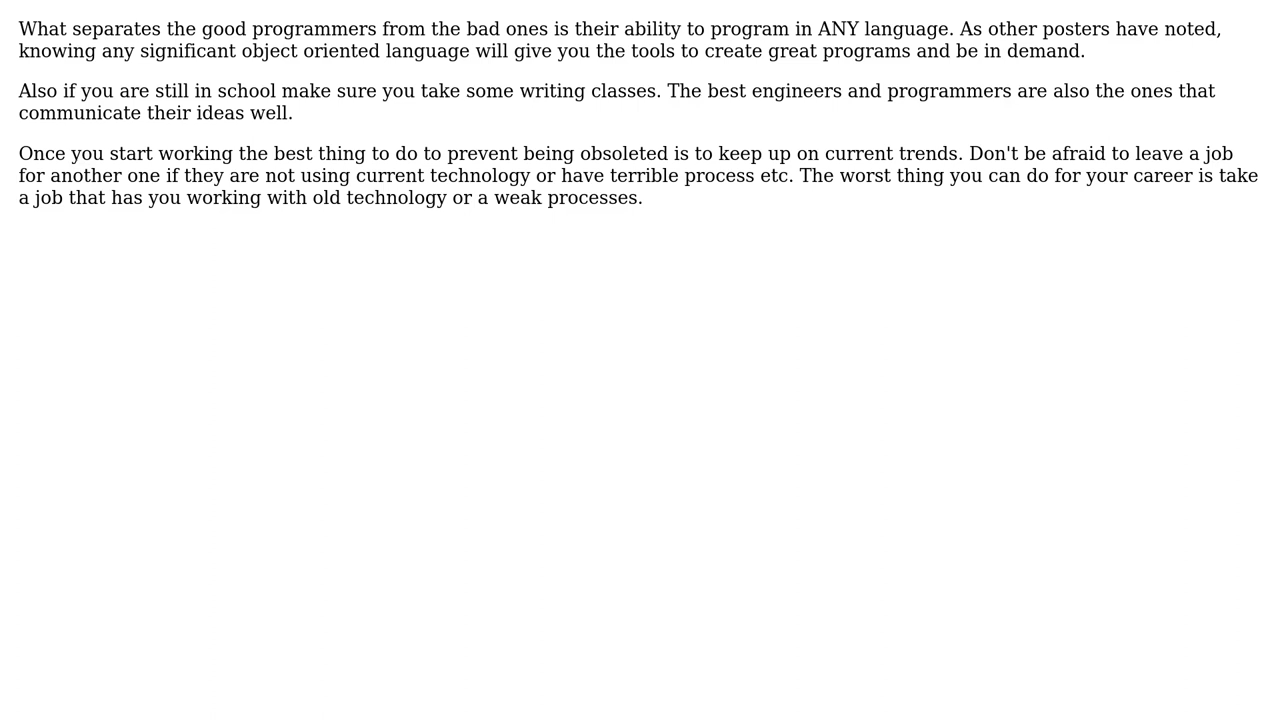 What separates the good programmers from the bad ones is their ability to program in ANY language. As other posters have noted,
knowing any significant object oriented language will give you the tools to create great programs and be in demand.
Also if you are still in school make sure you take some writing classes. The best engineers and programmers are also the ones that
communicate their ideas well.
Once you start working the best thing to do to prevent being obsoleted is to keep up on current trends. Don't be afraid to leave a job
for another one if they are not using current technology or have terrible process etc. The worst thing you can do for your career is take
a job that has you working with old technology or a weak processes.